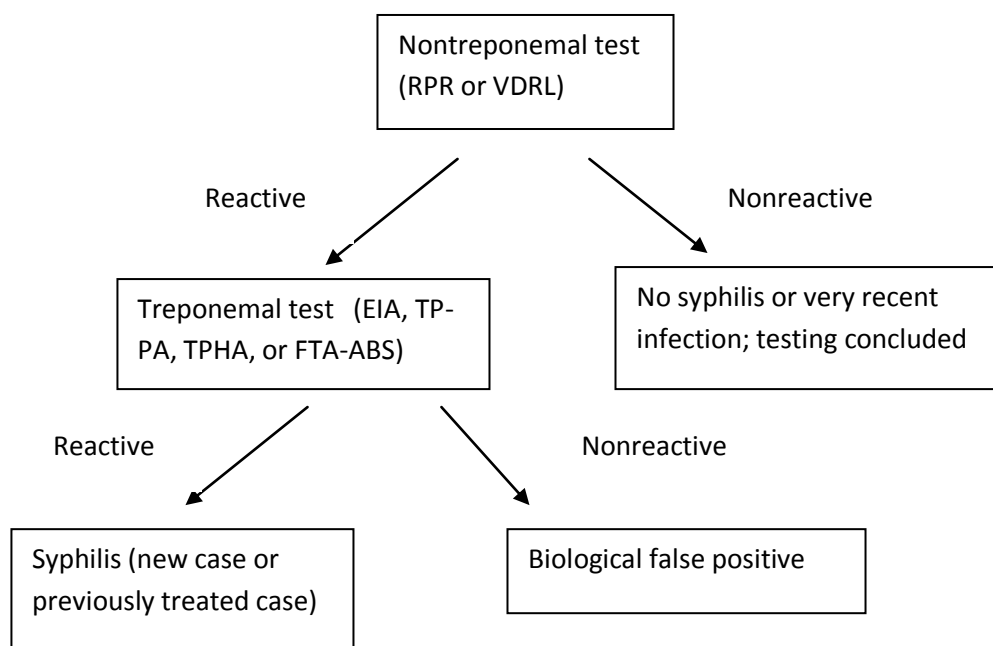 Nontreponemal test
(RPR or VDRL)
Reactive
Nonreactive
Treponemal test (EIA, TP-
PA, TPHA, or FTA-ABS)
No syphilis or very recent
infection; testing concluded
Reactive
Nonreactive
Syphilis (new case or
previously treated case)
Biological false positive